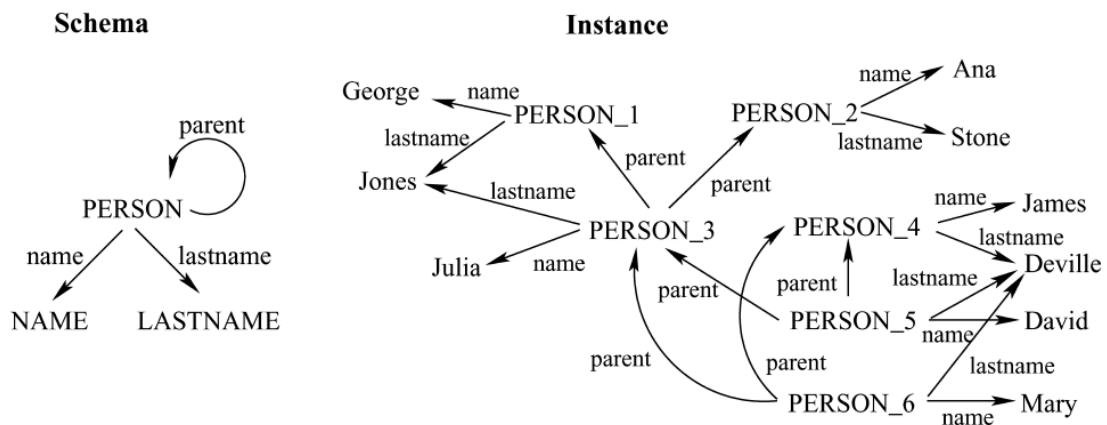 Schema
Instance
parent
PERSON
name
lastname
NAME
LASTNAME
George
name
PERSON_1
lastname
Jones
PERSON_2
name
Ana
lastname
Stone
parent
parent
lastname
PERSON_3
Julia
name
PERSON_4
name
James
lastname
Deville
parent
parent
lastname
PERSON_5
name
David
parent
parent
lastname
PERSON_6
name
Mary